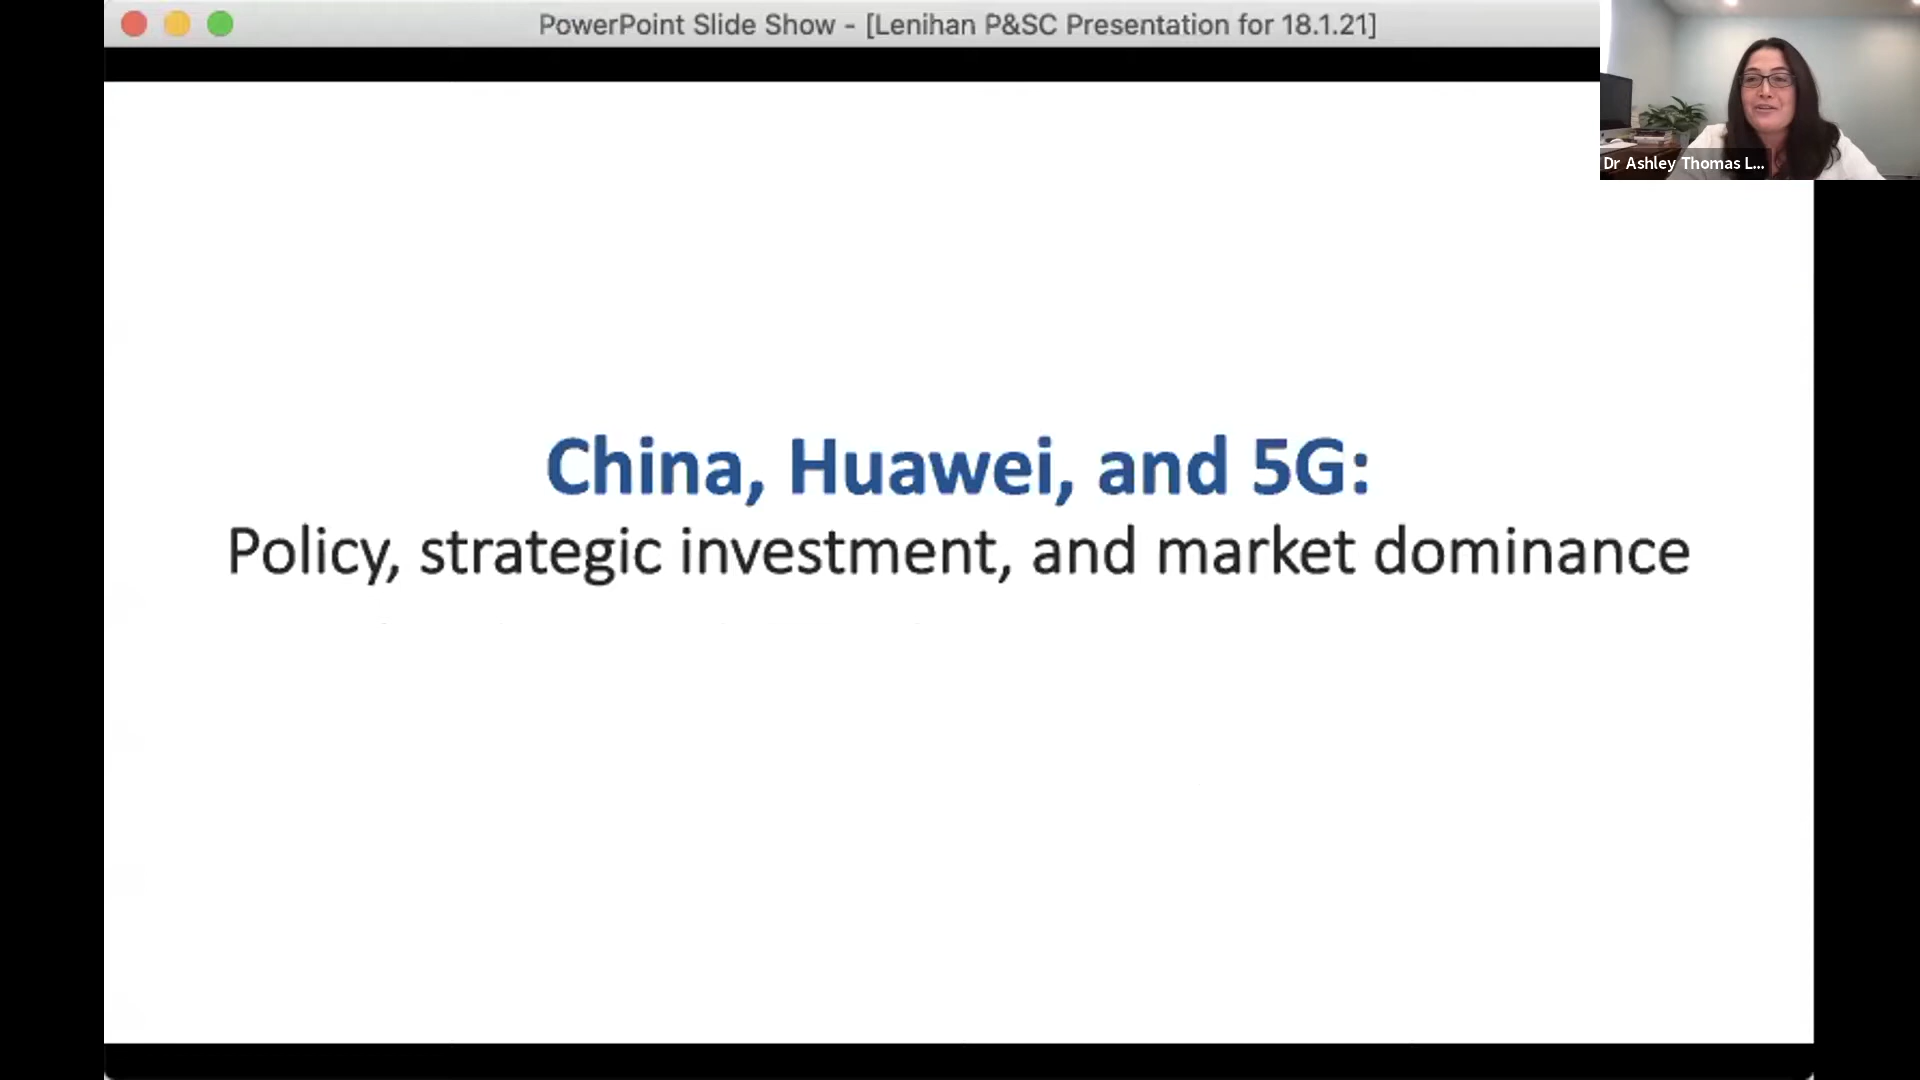 PowerPoint Slide Show - [Lenihan P&SC Presentation for 18.1.21]
Dr Ashley Thomas L...
China, Huawei, and 5G:
Policy, strategic investment, and market dominance